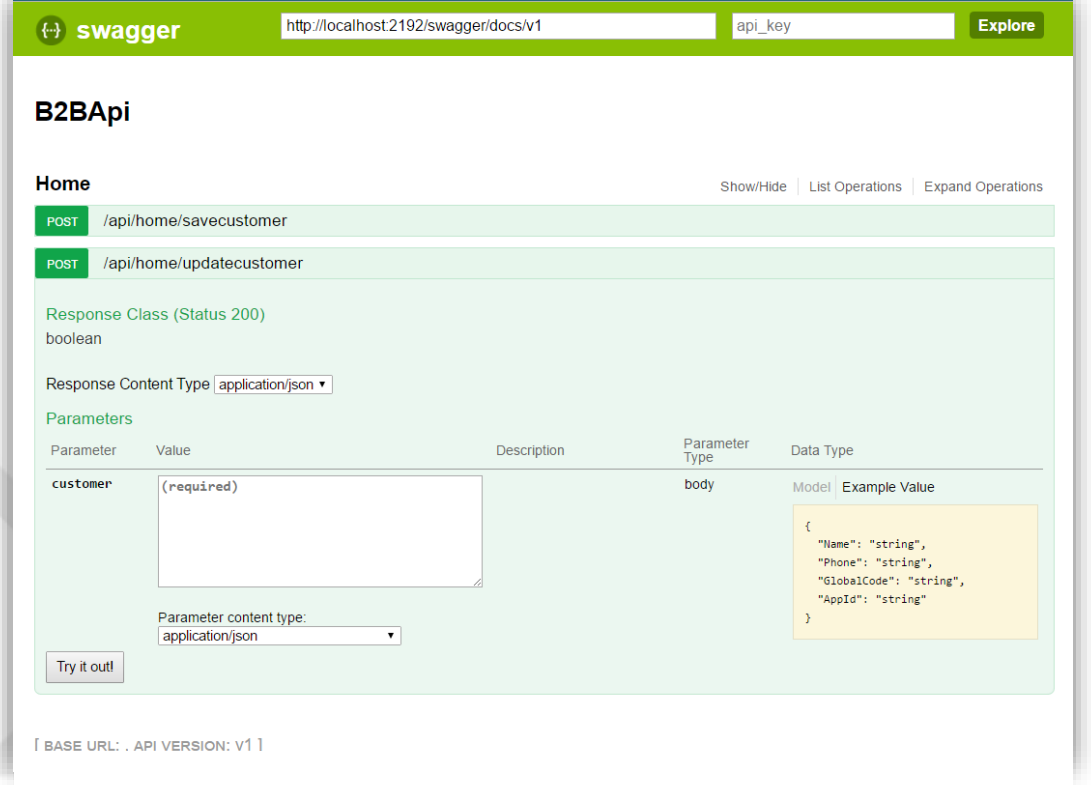 swagger http://localhost:2192/swagger/docs/v1 api_key Explore
B2BApi
Home Show/Hide List Operations Expand Operations
POST /api/home/savecustomer
POST /api/home/updatecustomer
Response Class (Status 200)
boolean
Response Content Type application/json
Parameters
Parameter Value Description Parameter Type Data Type
customer (required) body Model Example Value
{
"Name": "string",
"Phone": "string",
"GlobalCode": "string",
"AppId": "string"
}
Parameter content type:
application/json
Try it out!
[ BASE URL: , API VERSION: V1 ]